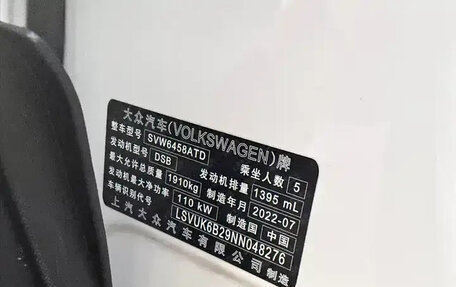 大众汽车(VOLKSWAGEN)牌
整车型号 SVW6458ATD 乘坐人数 5
发动机型号 DSB 发动机排量 1395 mL
最大允许总质量 1910kg 制造年月 2022-07
发动机最大净功率 110 kW 制造国 中国
车辆识别代号 LSVUK6B29NN048276
上汽大众汽车有限公司 制造